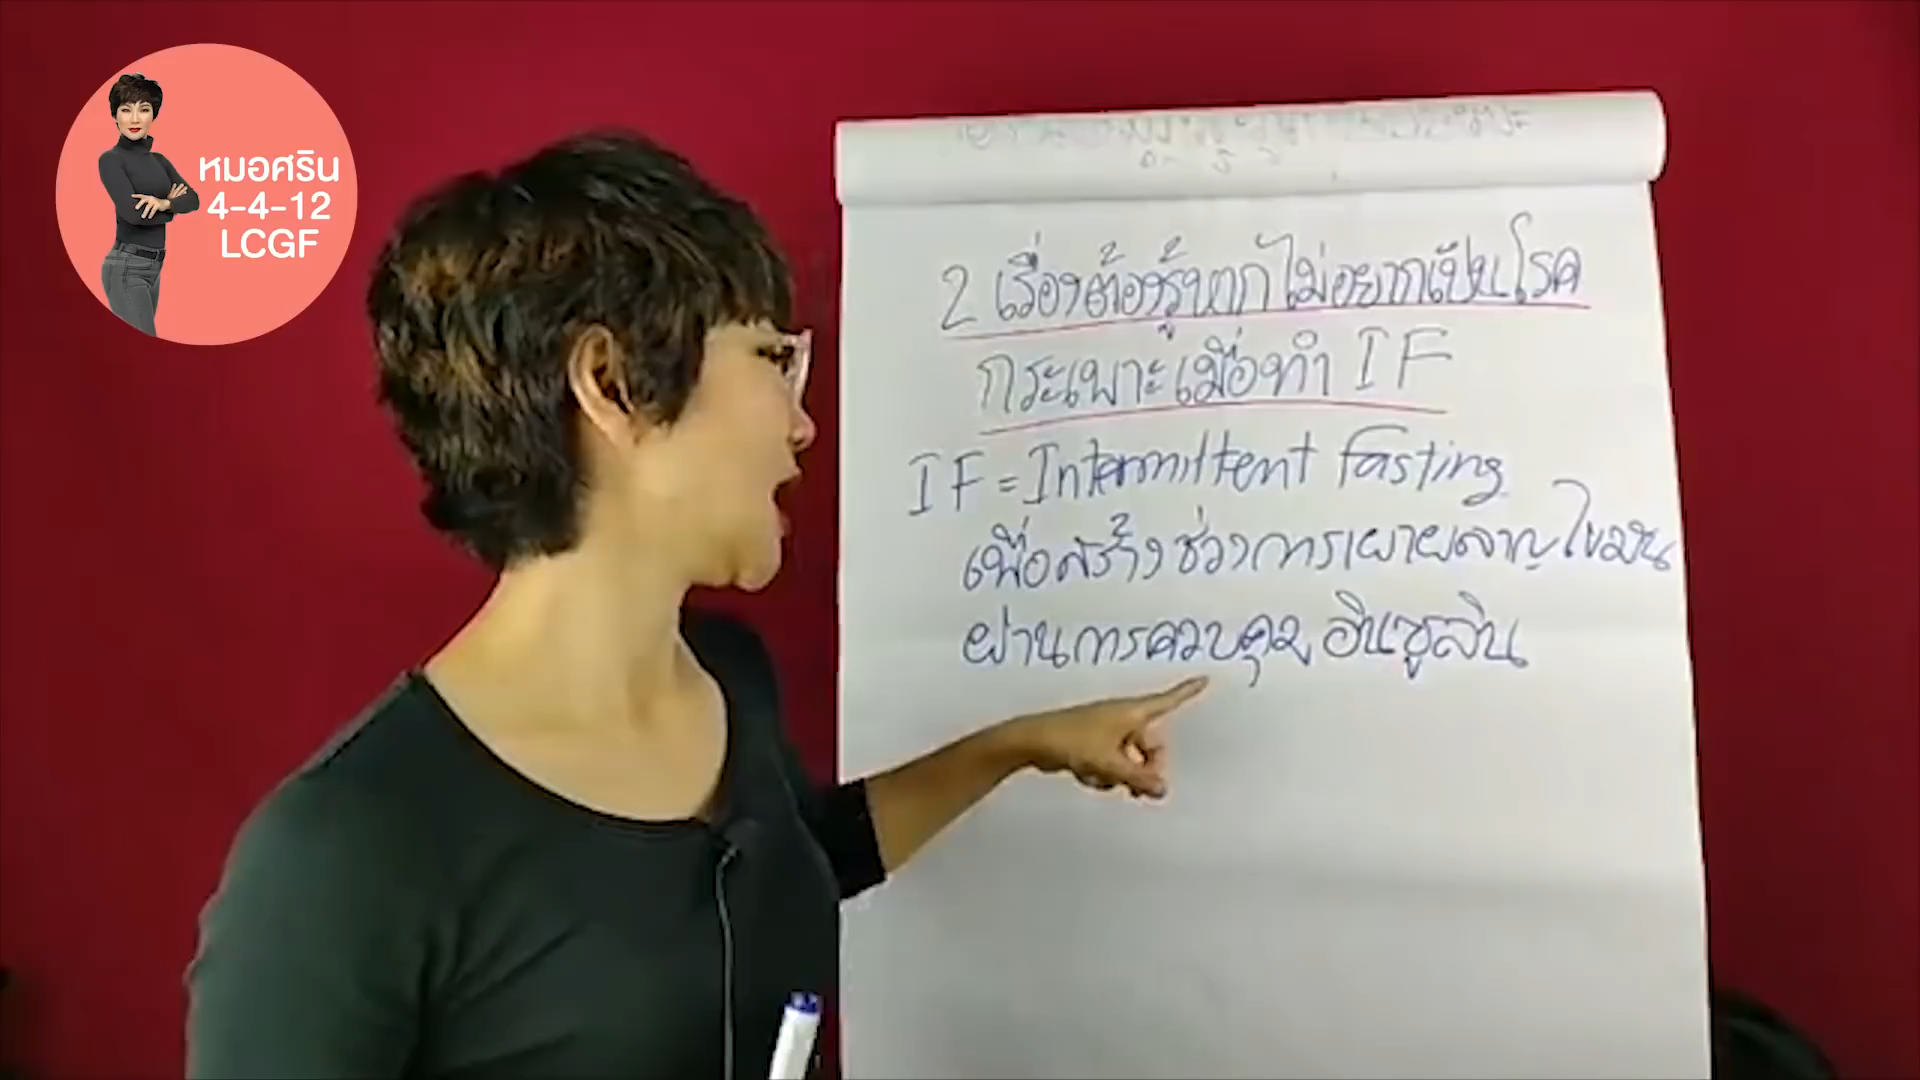 หมอศริน
4-4-12
LCGF
2 เรื่องต้องรู้หากไม่อยากเป็นโรค
กระเพาะเมื่อทำ IF
IF = Intermittent fasting
เพื่อสร้างช่วงการเผาผลาญไขมัน
ผ่านการควบคุมอินซูลิน